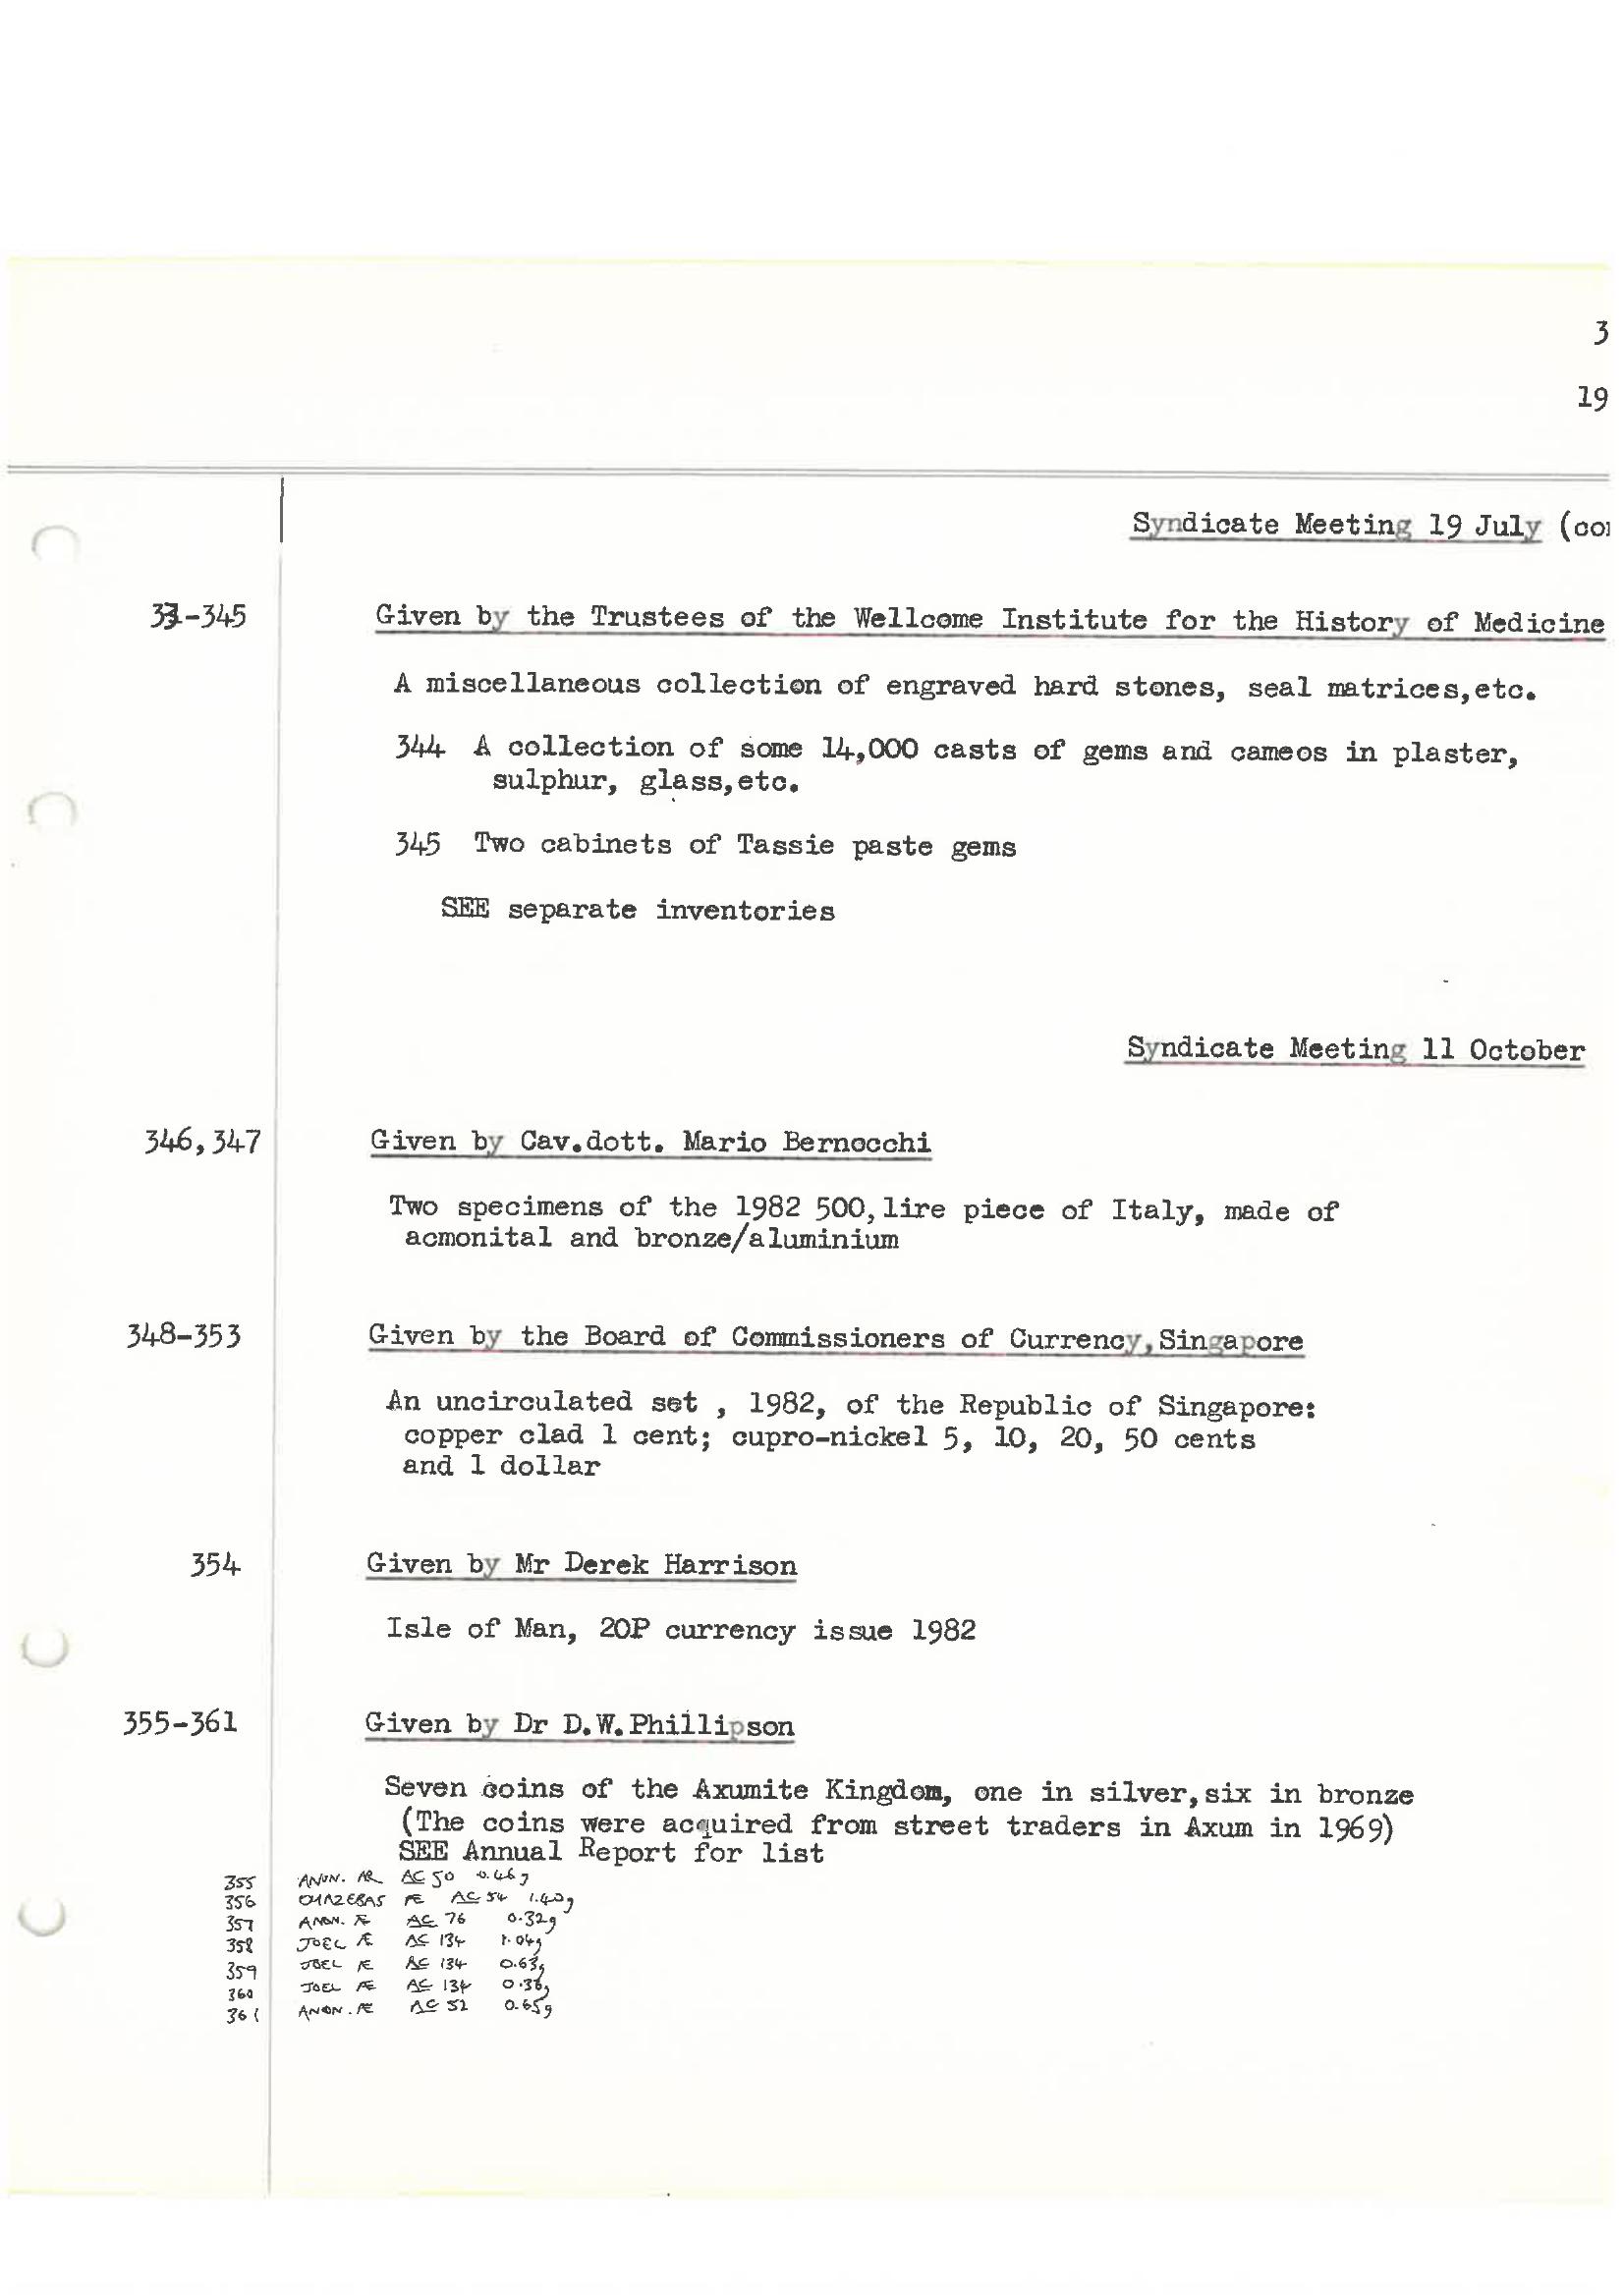 3
19
Syndicate Meeting 19 July
33-345 Given by the Trustees of the Wellcome Institute for the History of Medicine
A miscellaneous collection of engraved hard stones, seal matrices,etc.
344 A collection of some 14,000 casts of gems and cameos in plaster,
sulphur, glass,etc.
345 Two cabinets of Tassie paste gems
SEE separate inventories
Syndicate Meeting 11 October
346,347 Given by Cav.dott. Mario Bernocchi
Two specimens of the 1982 500,lire piece of Italy, made of
acmonital and bronze/aluminium
348-353 Given by the Board of Commissioners of Currency,Singapore
An uncirculated set , 1982, of the Republic of Singapore:
copper clad 1 cent; cupro-nickel 5, 10, 20, 50 cents
and 1 dollar
354 Given by Mr Derek Harrison
Isle of Man, 20P currency issue 1982
355-361 Given by Dr D.W.Phillipson
Seven coins of the Axumite Kingdom, one in silver,six in bronze
(The coins were acquired from street traders in Axum in 1969)
SEE Annual Report for list
355 ANON. AR AC 50 0.46g
356 OUAZEBAS Æ AC 54 1.40g
357 ANON. Æ AC 76 0.32g
358 JOEL Æ AC 134 1.04g
359 JOEL Æ AC 134 0.63g
360 JOEL Æ AC 134 0.38g
361 ANON. Æ AC 52 0.65g